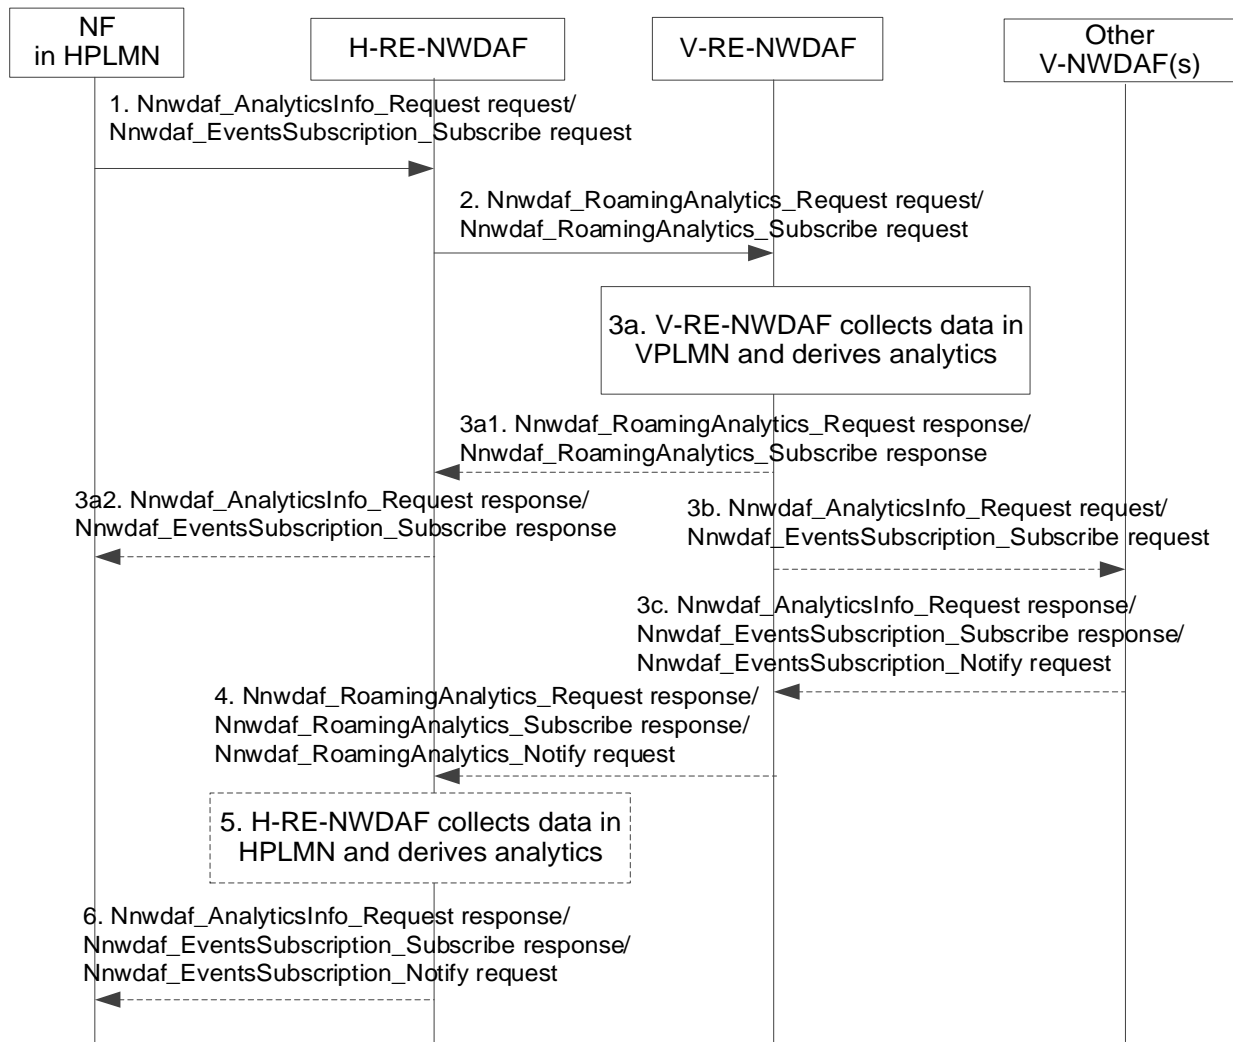 NF
in HPLMN
H-RE-NWDAF
V-RE-NWDAF
Other
V-NWDAF(s)
1. Nnwdaf_AnalyticsInfo_Request request/
Nnwdaf_EventsSubscription_Subscribe request
2. Nnwdaf_RoamingAnalytics_Request request/
Nnwdaf_RoamingAnalytics_Subscribe request
3a. V-RE-NWDAF collects data in
VPLMN and derives analytics
3a1. Nnwdaf_RoamingAnalytics_Request response/
Nnwdaf_RoamingAnalytics_Subscribe response
3a2. Nnwdaf_AnalyticsInfo_Request response/
Nnwdaf_EventsSubscription_Subscribe response
3b. Nnwdaf_AnalyticsInfo_Request request/
Nnwdaf_EventsSubscription_Subscribe request
3c. Nnwdaf_AnalyticsInfo_Request response/
Nnwdaf_EventsSubscription_Subscribe response/
Nnwdaf_EventsSubscription_Notify request
4. Nnwdaf_RoamingAnalytics_Request response/
Nnwdaf_RoamingAnalytics_Subscribe response/
Nnwdaf_RoamingAnalytics_Notify request
5. H-RE-NWDAF collects data in
HPLMN and derives analytics
6. Nnwdaf_AnalyticsInfo_Request response/
Nnwdaf_EventsSubscription_Subscribe response/
Nnwdaf_EventsSubscription_Notify request